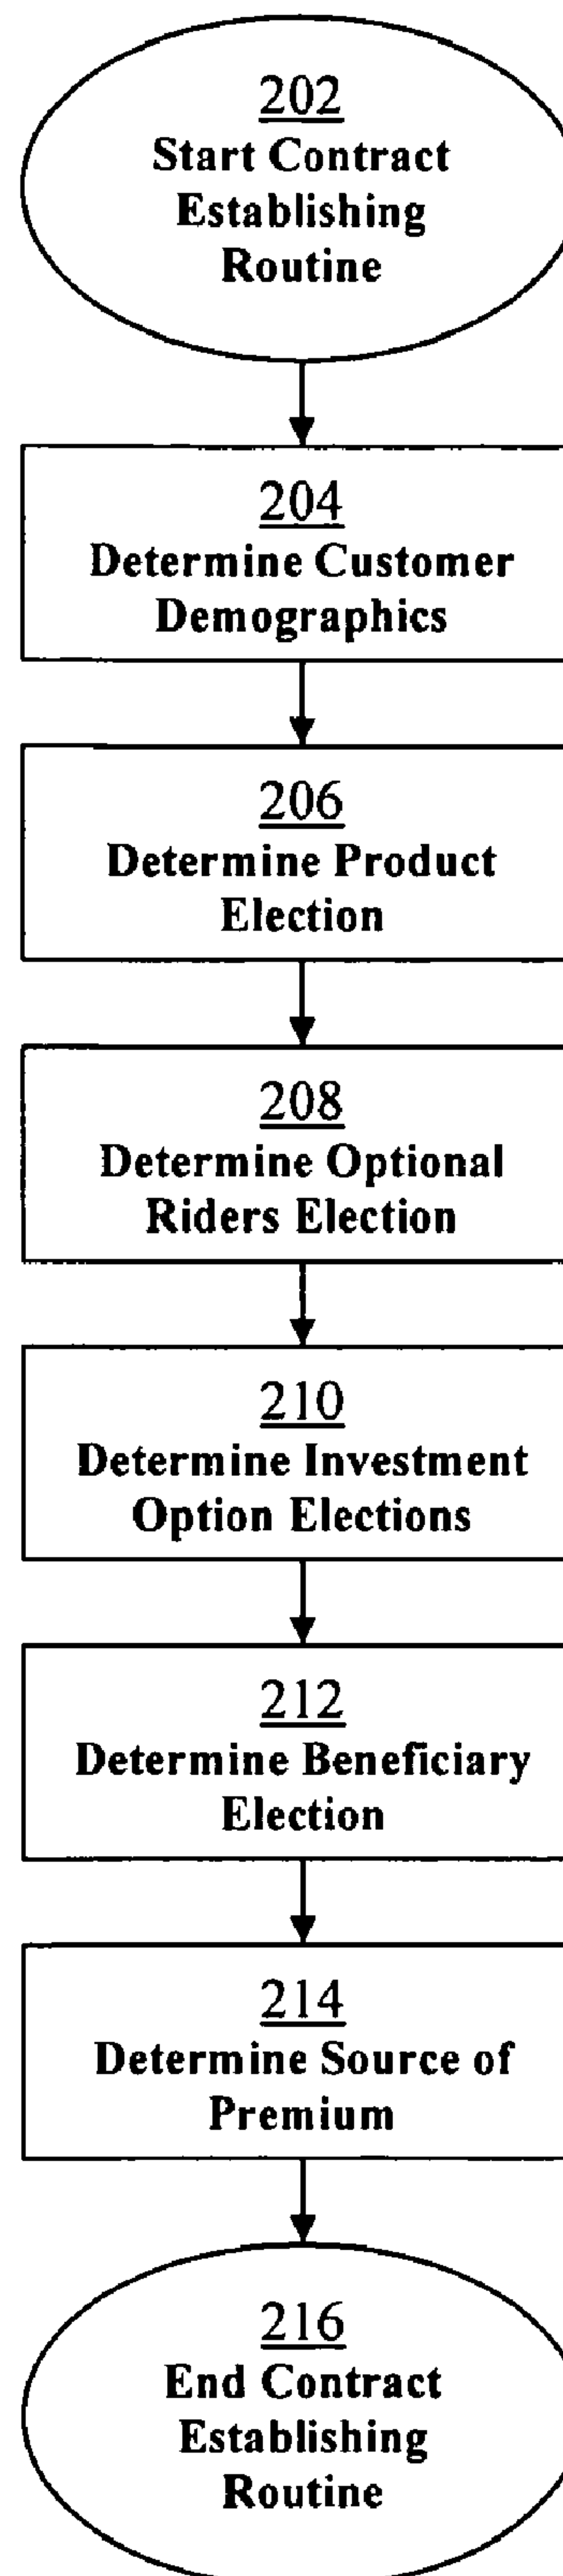 202
Start Contract
Establishing
Routine
204
Determine Customer
Demographics
206
Determine Product
Election
208
Determine Optional
Riders Election
210
Determine Investment
Option Elections
212
Determine Beneficiary
Election
214
Determine Source of
Premium
216
End Contract
Establishing
Routine